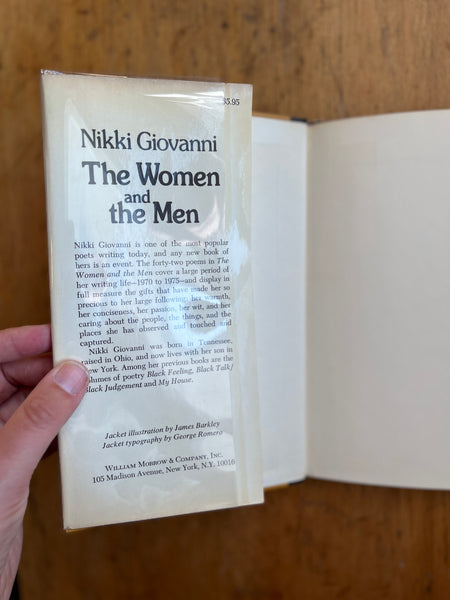 $5.95
Nikki Giovanni
The Women
and
the Men
Nikki Giovanni is one of the most popular
poets writing today, and any new book of
hers is an event. The forty-two poems in The
Women and the Men cover a large period of
her writing life—1970 to 1975—and display in
full measure the gifts that have made her so
precious to her large following: her warmth,
her conciseness, her passion, her wit, and her
caring about the people, the things, and the
places she has observed and touched and
captured.
Nikki Giovanni was born in Tennessee,
raised in Ohio, and now lives with her son in
New York. Among her previous books are the
volumes of poetry Black Feeling, Black Talk/
Black Judgement and My House.
Jacket illustration by James Barkley
Jacket typography by George Romero
William Morrow & Company, Inc.
105 Madison Avenue, New York, N.Y. 10016